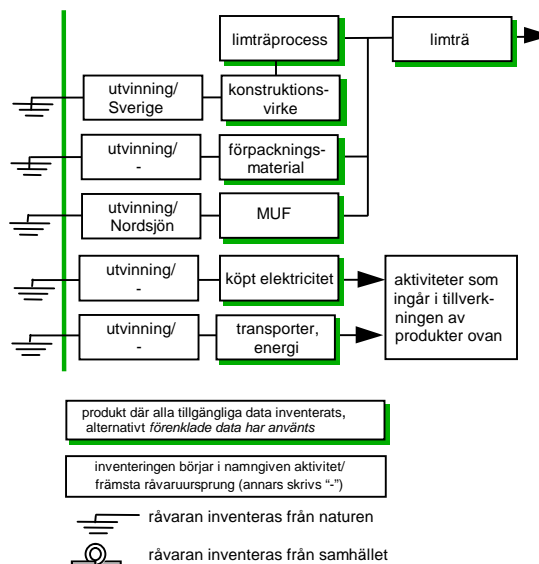 limträprocess
limträ
utvinning/
Sverige
konstruktions-
virke
utvinning/
-
förpacknings-
material
utvinning/
Nordsjön
MUF
utvinning/
-
köpt elektricitet
utvinning/
-
transporter,
energi
aktiviteter som
ingår i tillverk-
ningen av
produkter ovan
produkt där alla tillgängliga data inventerats,
alternativt förenklade data har använts
inventeringen börjar i namngiven aktivitet/
främsta råvaruursprung (annars skrivs “-”)
råvaran inventeras från naturen
råvaran inventeras från samhället